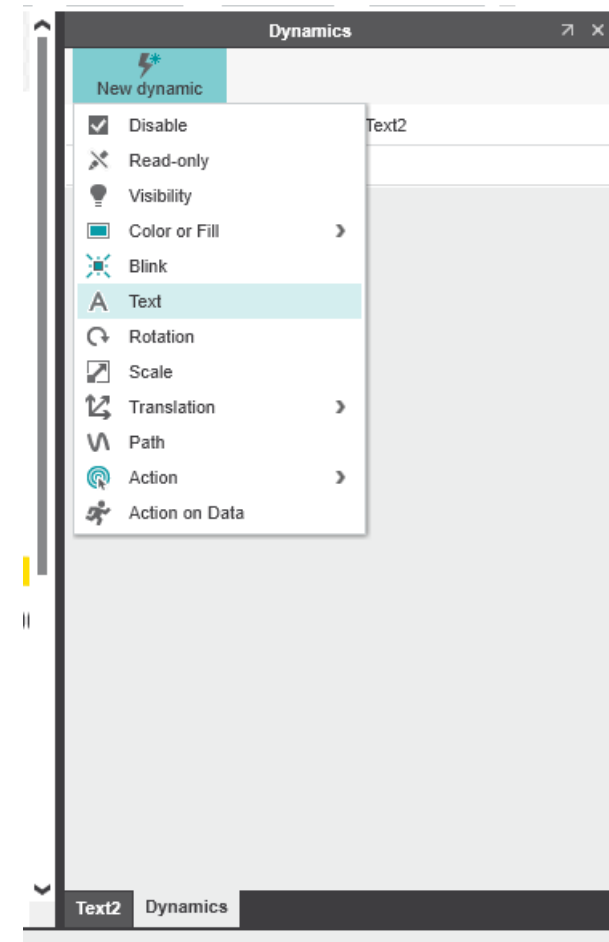 Dynamics
New dynamic
Disable
Text2
Read-only
Visibility
Color or Fill
Blink
Text
Rotation
Scale
Translation
Path
Action
Action on Data
Text2 Dynamics